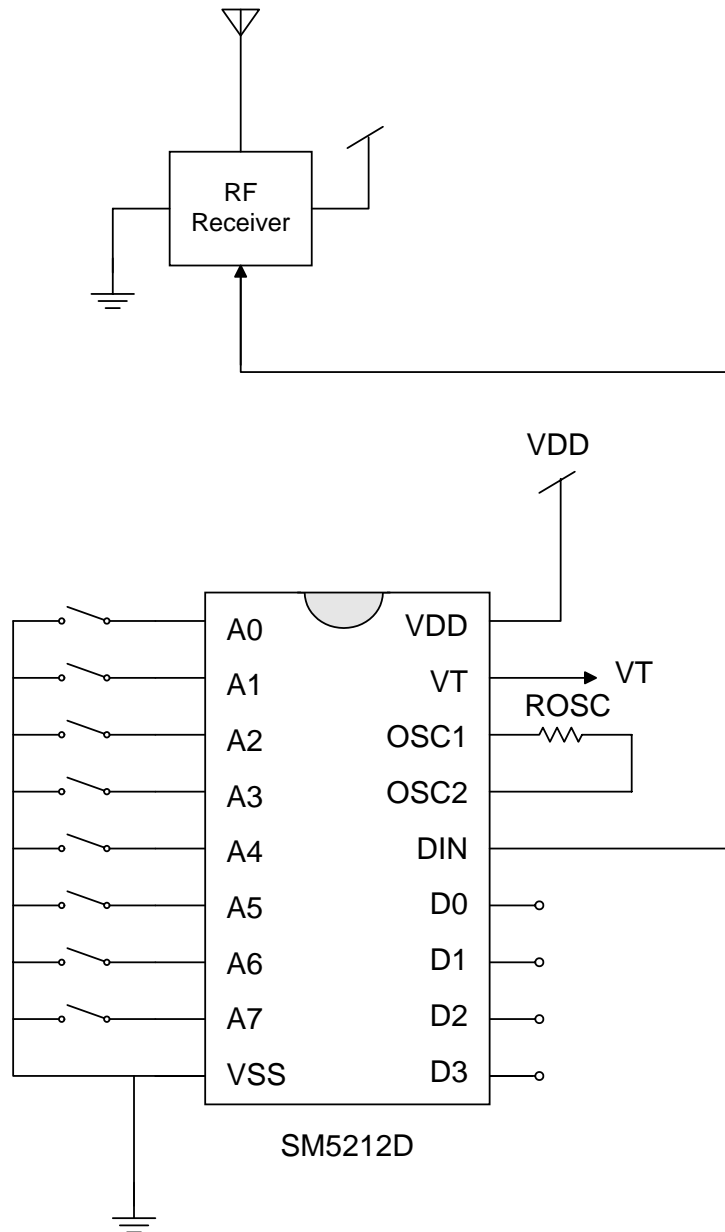 RF
Receiver
VDD
A0
VDD
A1
VT
VT
ROSC
A2
OSC1
A3
OSC2
A4
DIN
A5
D0
A6
D1
A7
D2
VSS
D3
SM5212D